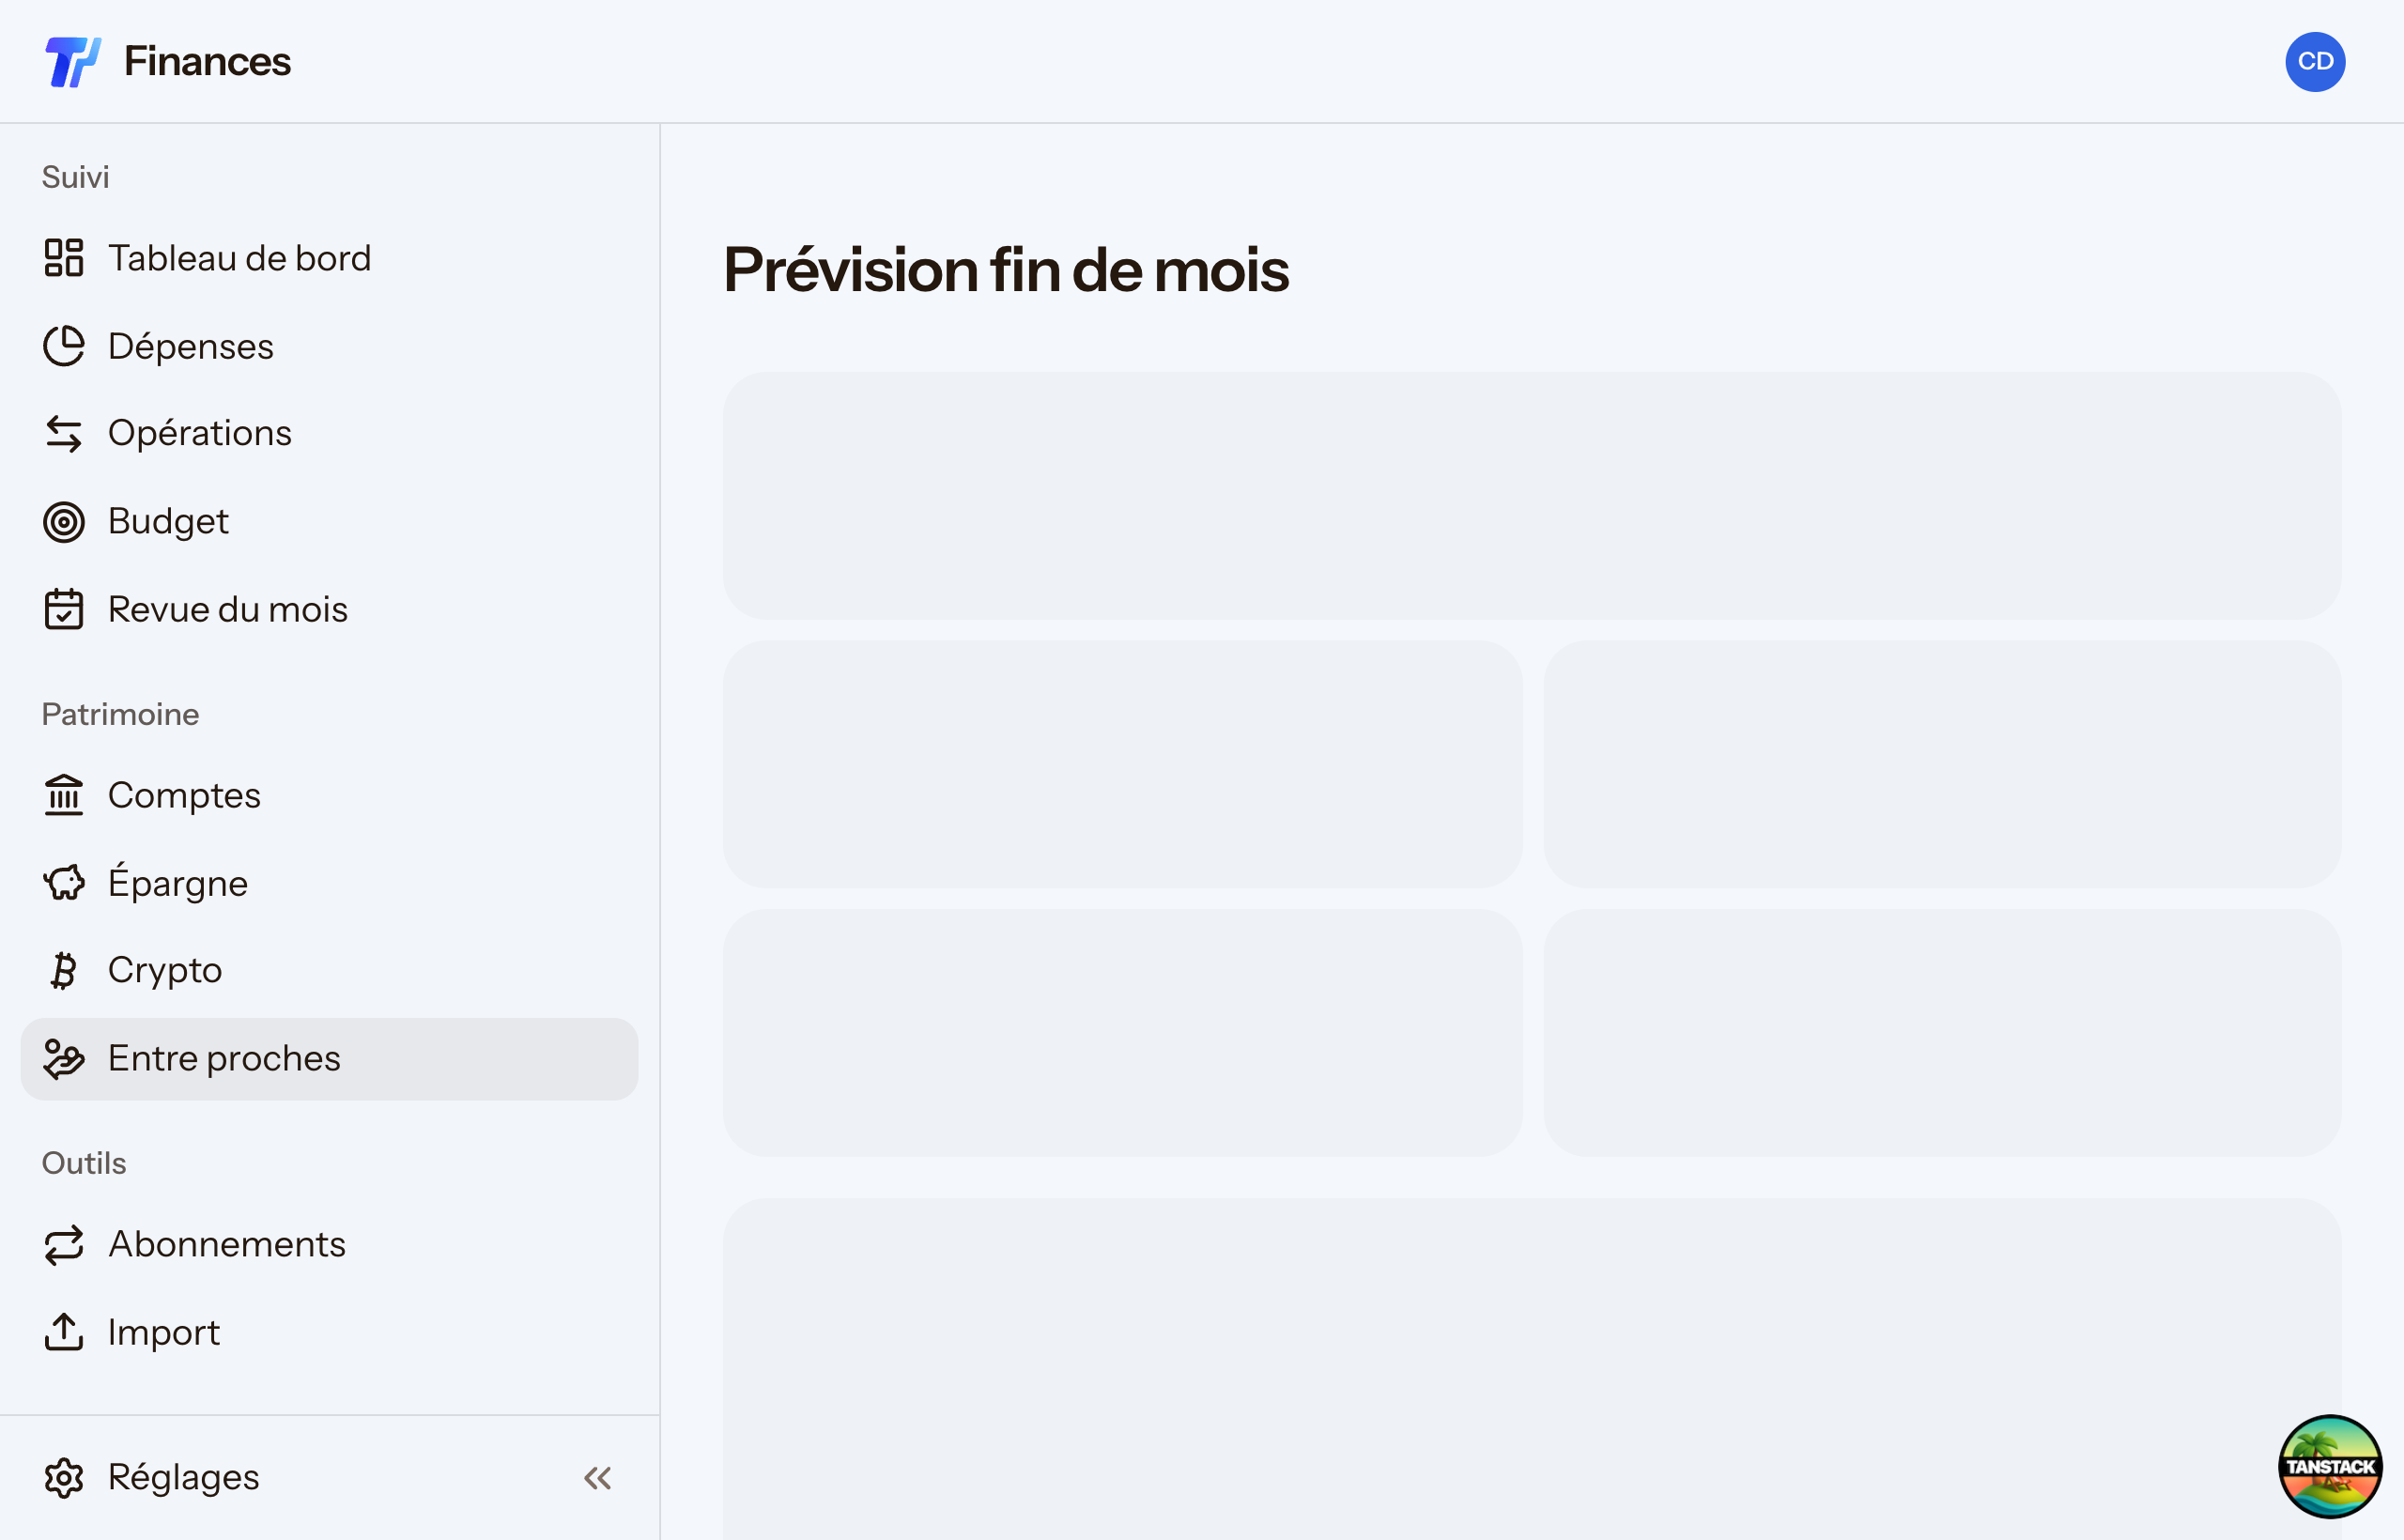 Finances
CD
Suivi
Tableau de bord
Dépenses
Opérations
Budget
Revue du mois
Patrimoine
Comptes
Épargne
Crypto
Entre proches
Outils
Abonnements
Import
Réglages
Prévision fin de mois
TANSTACK